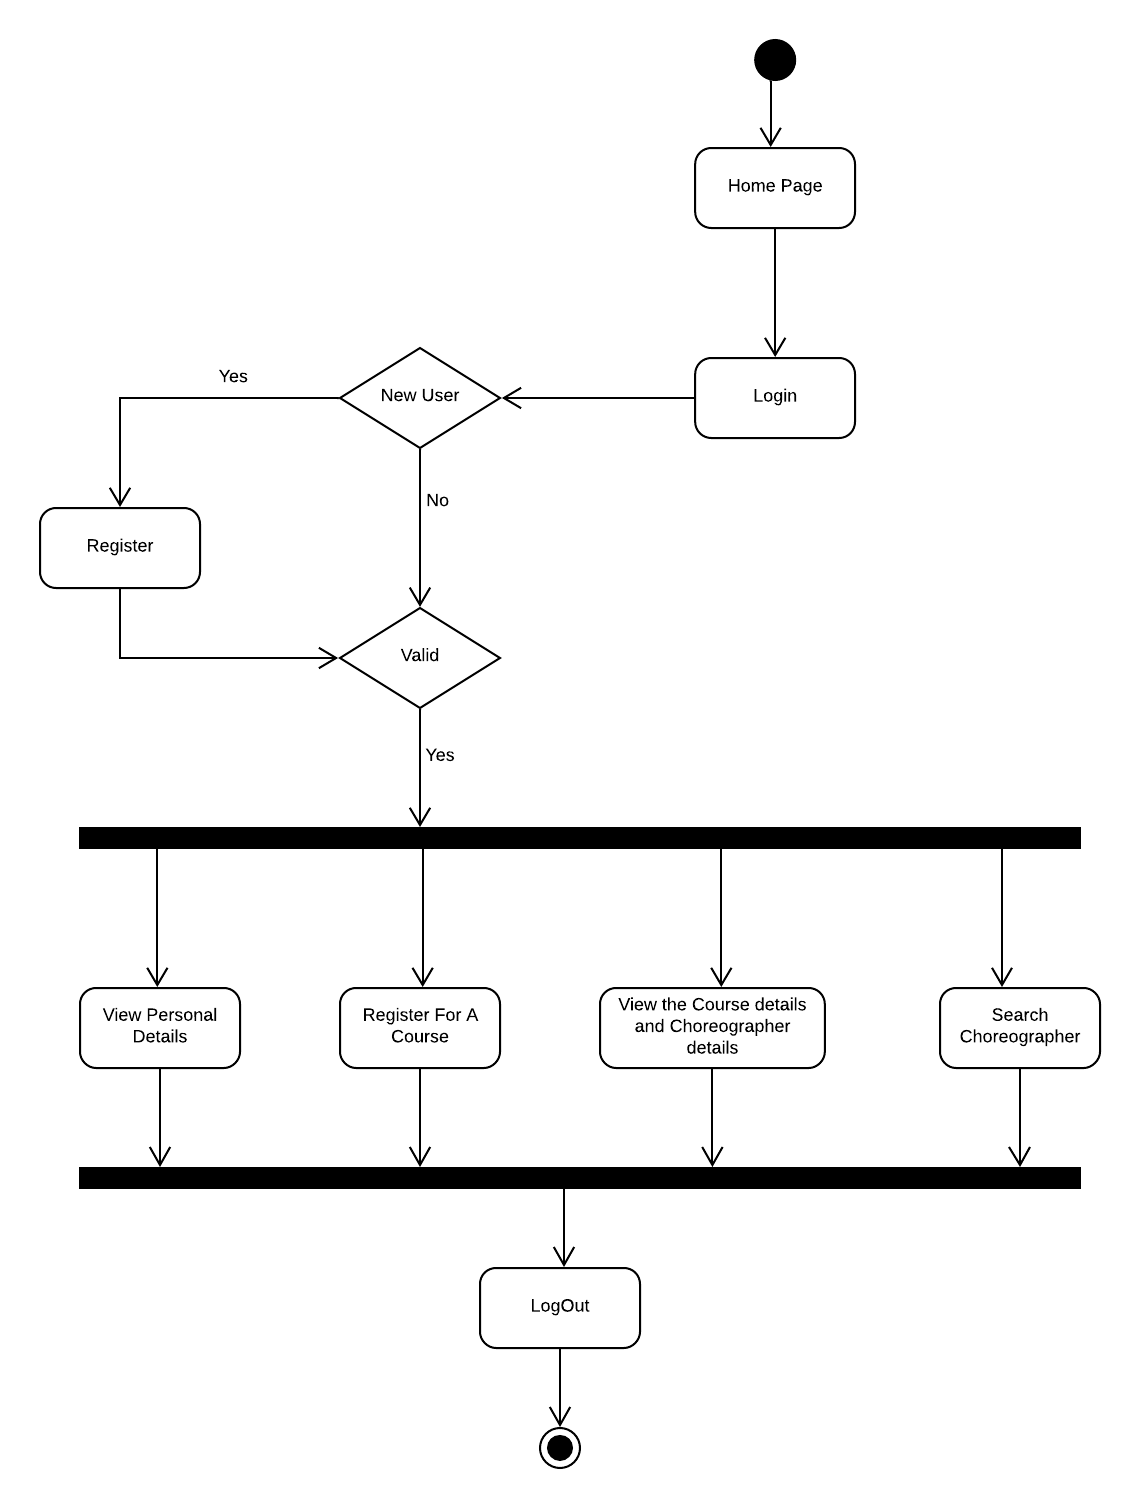 Home Page
Login
New User
Yes
No
Register
Valid
Yes
View Personal
Details
Register For A
Course
View the Course details
and Choreographer
details
Search
Choreographer
LogOut